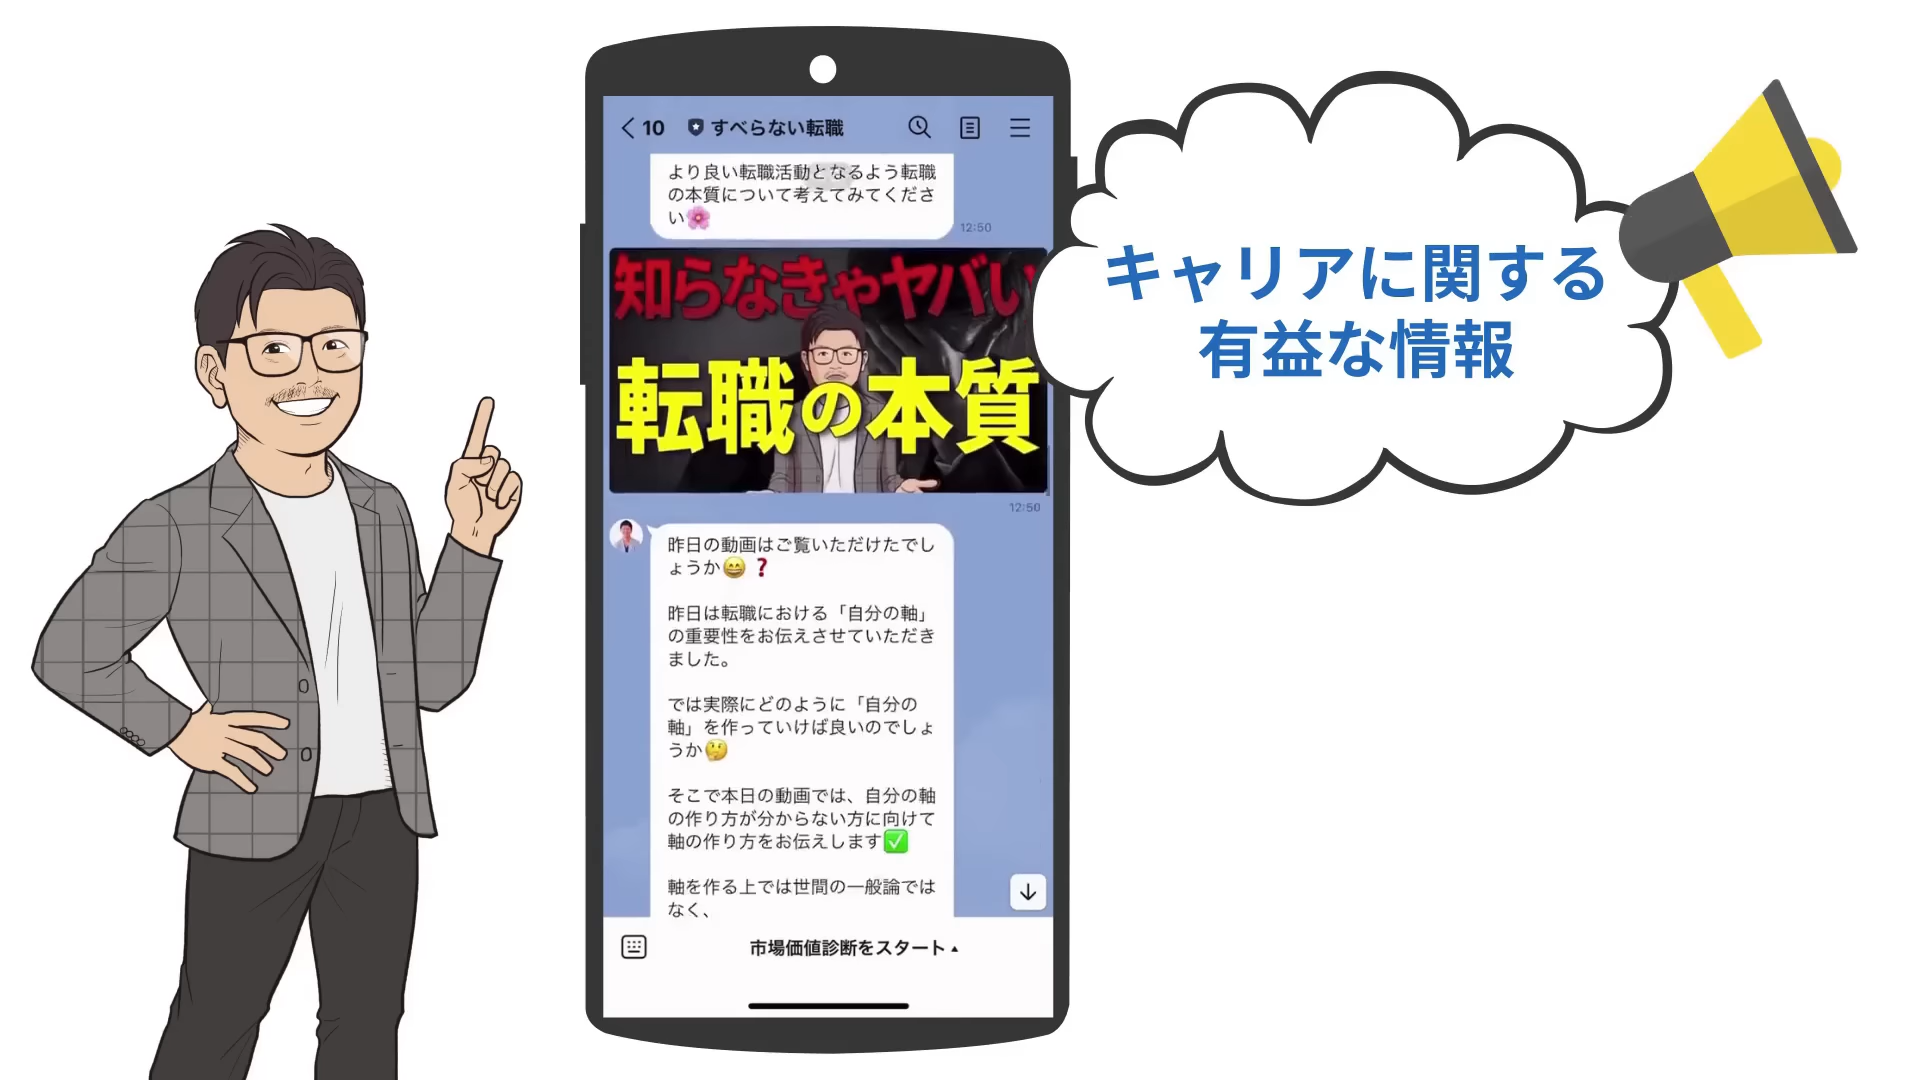 10 すべらない転職
より良い転職活動となるよう転職
の本質について考えてみてくださ
い🌸
12:50
知らなきゃヤバい
転職の本質
12:50
昨日の動画はご覧いただけたでし
ょうか😄❓
昨日は転職における「自分の軸」
の重要性をお伝えさせていただき
ました。
では実際にどのように「自分の
軸」を作っていけば良いのでしょ
うか🤔
そこで本日の動画では、自分の軸
の作り方が分からない方に向けて
軸の作り方をお伝えします✅
軸を作る上では世間の一般論では
なく、
市場価値診断をスタート▲
キャリアに関する
有益な情報